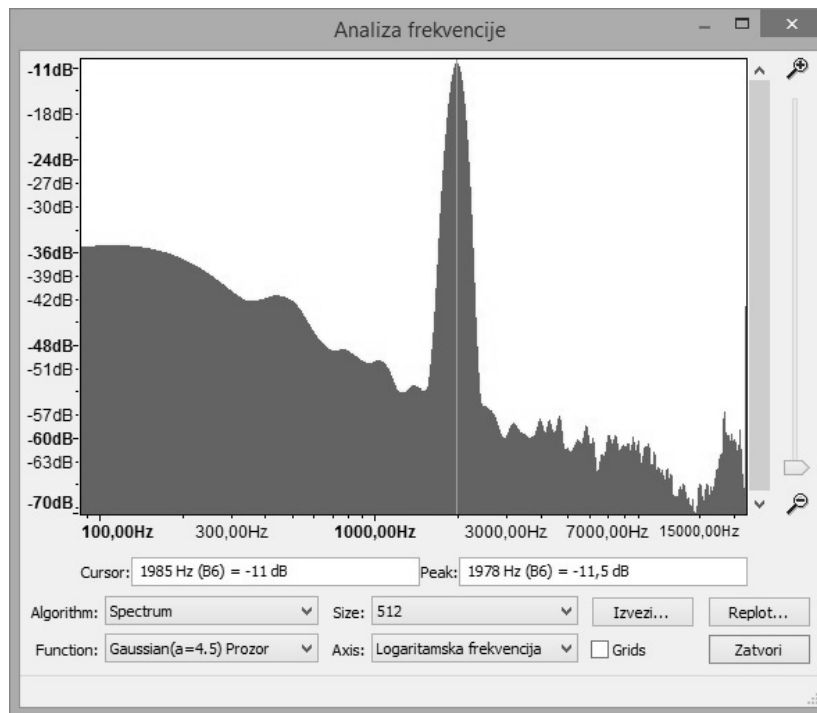 Analiza frekvencije
-11dB
-18dB
-24dB
-27dB
-30dB
-36dB
-39dB
-42dB
-48dB
-51dB
-57dB
-60dB
-63dB
-70dB
100,00Hz 300,00Hz 1000,00Hz 3000,00Hz 7000,00Hz 15000,00Hz
Cursor: 1985 Hz (B6) = -11 dB Peak: 1978 Hz (B6) = -11,5 dB
Algorithm: Spectrum Size: 512 Izvezi... Replot...
Function: Gaussian(a=4.5) Prozor Axis: Logaritamska frekvencija Grids Zatvori